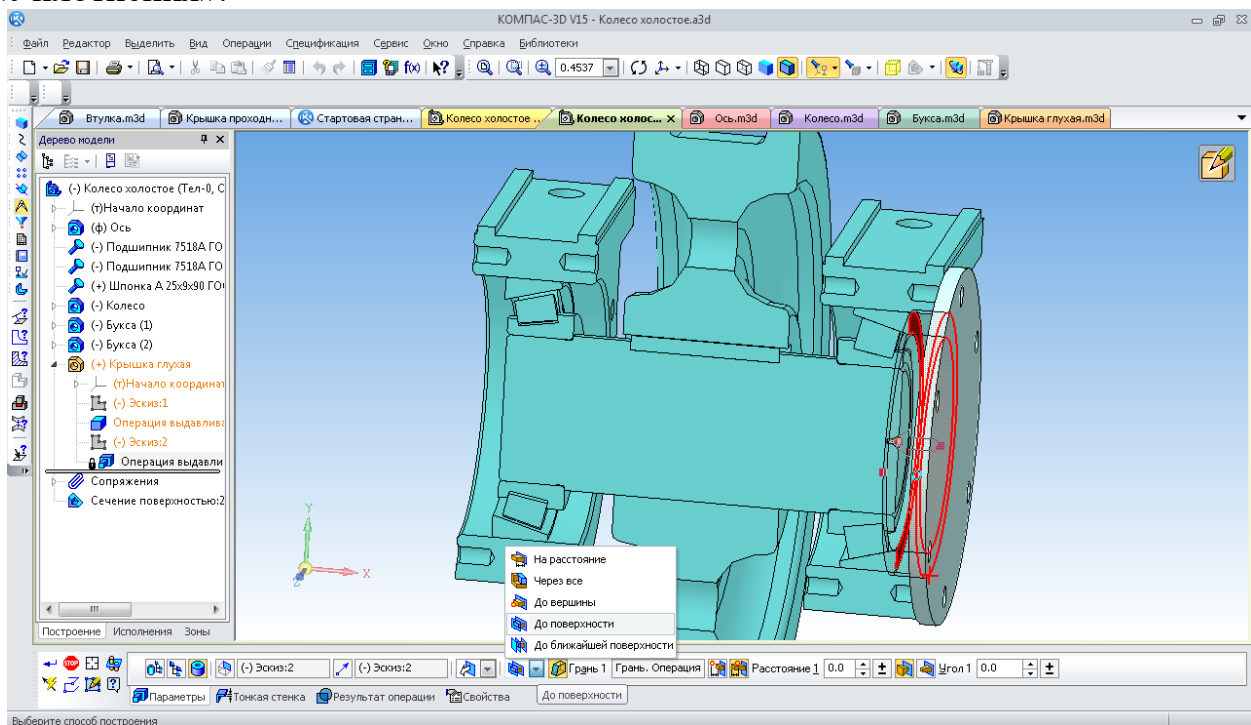 КОМПАС-3D V15 - Колесо холостое.a3d
Файл Редактор Выделить Вид Операции Спецификация Сервис Окно Справка Библиотеки
0.4537
Втулка.m3d Крышка проходн... Стартовая стран... Колесо холостое .. Колесо холос... Ось.m3d Колесо.m3d Букса.m3d Крышка глухая.m3d
Дерево модели
(-) Колесо холостое (Тел-0, С
(т)Начало координат
(ф) Ось
(-) Подшипник 7518А ГО
(-) Подшипник 7518А ГО
(+) Шпонка А 25х9х90 ГО
(-) Колесо
(-) Букса (1)
(-) Букса (2)
(+) Крышка глухая
(т)Начало координат
(-) Эскиз:1
Операция выдавлива
(-) Эскиз:2
Операция выдавли
Сопряжения
Сечение поверхностью:2
Построение Исполнения Зоны
Y
X
Z
На расстояние
Через все
До вершины
До поверхности
До ближайшей поверхности
STOP (-) Эскиз:2 (-) Эскиз:2 Грань 1 Грань. Операция Расстояние 1 0.0 Угол 1 0.0
Параметры Тонкая стенка Результат операции Свойства До поверхности
Выберите способ построения